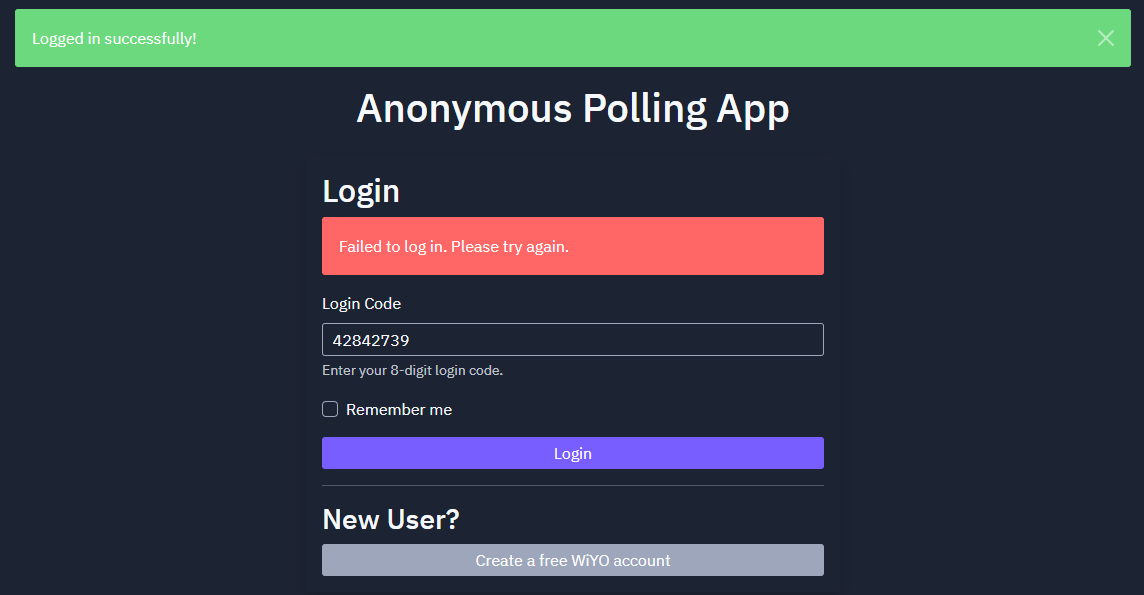 Logged in successfully!
Anonymous Polling App
Login
Failed to log in. Please try again.
Login Code
42842739
Enter your 8-digit login code.
Remember me
Login
New User?
Create a free WiYO account